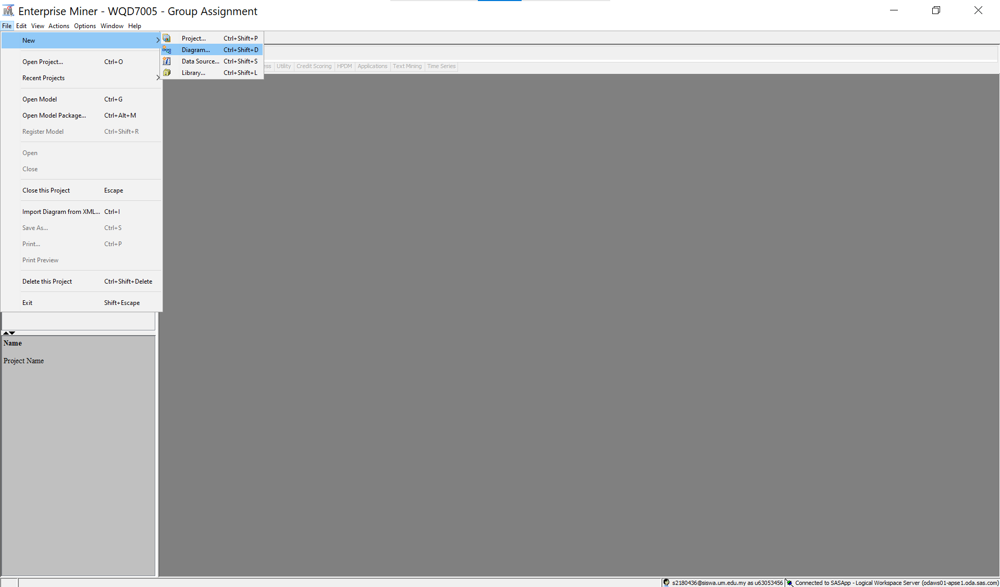 Enterprise Miner - WQD7005 - Group Assignment
File Edit View Actions Options Window Help
New
Project... Ctrl+Shift+P
Diagram... Ctrl+Shift+D
Data Source... Ctrl+Shift+S
Library... Ctrl+Shift+L
Utility Credit Scoring HPDM Applications Text Mining Time Series
Open Project... Ctrl+O
Recent Projects
Open Model Ctrl+G
Open Model Package... Ctrl+Alt+M
Register Model Ctrl+Shift+R
Open
Close
Close this Project Escape
Import Diagram from XML... Ctrl+I
Save As... Ctrl+S
Print... Ctrl+P
Print Preview
Delete this Project Ctrl+Shift+Delete
Exit Shift+Escape
Name
Project Name
s2180436@siswa.um.edu.my as u63053456 Connected to SASApp - Logical Workspace Server (odaws01-apse1.oda.sas.com)